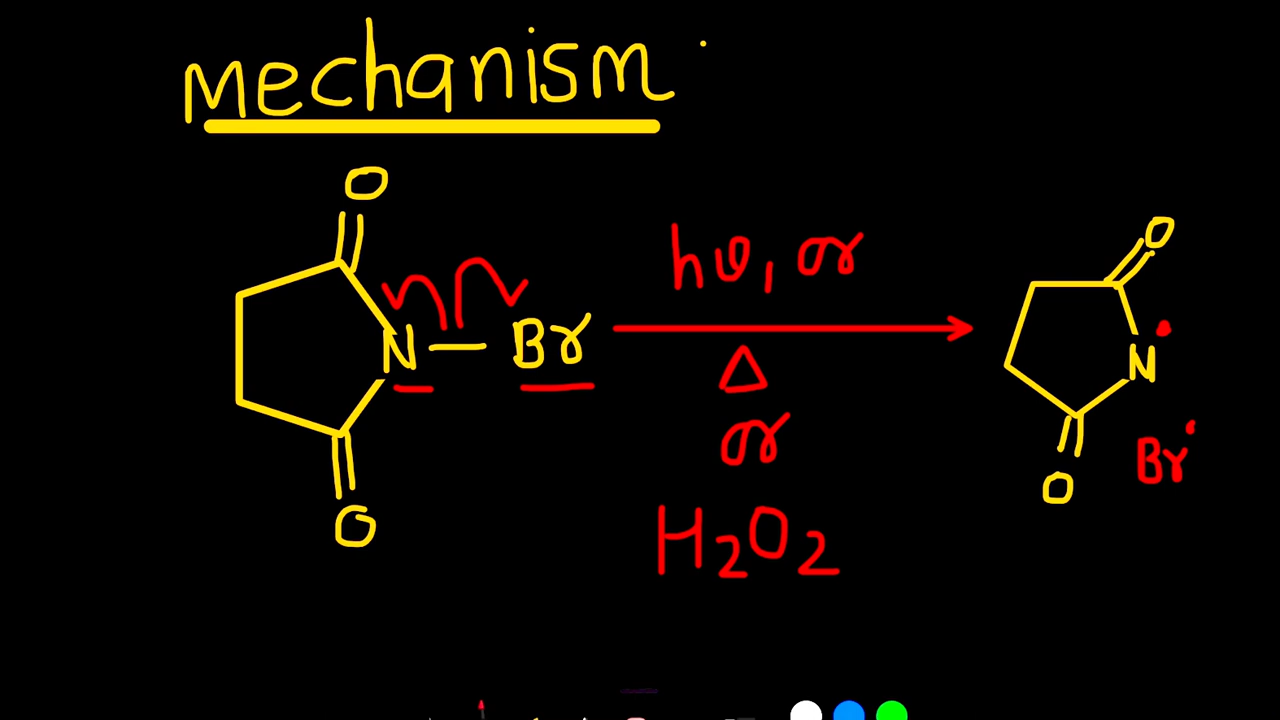 Mechanism
O
N — Br
O
hν, or
Δ
or
H2O2
O
N•
Br•
O